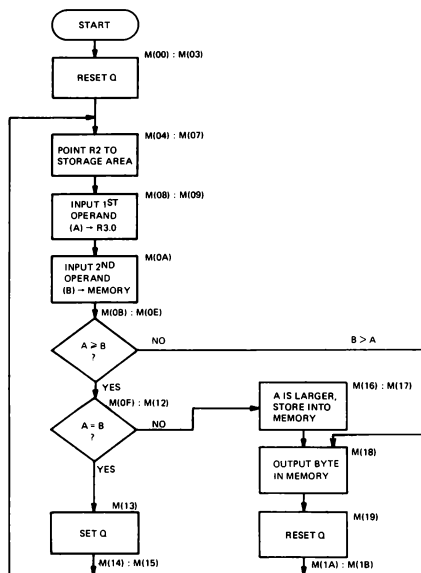 START
M(00) : M(03)
RESET Q
M(04) : M(07)
POINT R2 TO
STORAGE AREA
M(08) : M(09)
INPUT 1ST
OPERAND
(A) → R3.0
M(0A)
INPUT 2ND
OPERAND
(B) → MEMORY
M(0B) : M(0E)
A ≥ B
?
NO
B > A
YES
M(0F) : M(12)
A = B
?
NO
YES
M(16) : M(17)
A IS LARGER,
STORE INTO
MEMORY
M(18)
OUTPUT BYTE
IN MEMORY
M(13)
SET Q
M(14) : M(15)
M(19)
RESET Q
M(1A) : M(1B)